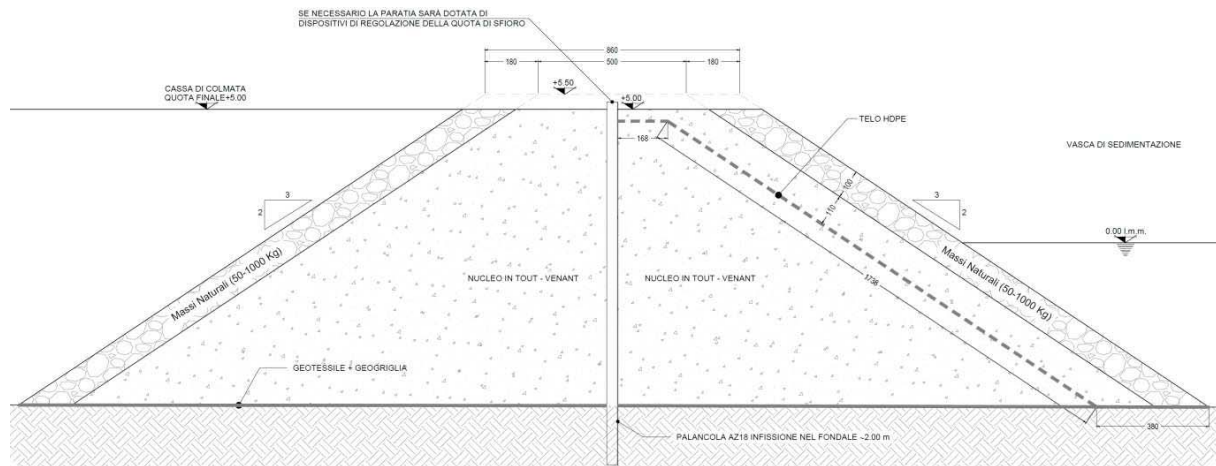 SE NECESSARIO LA PARATIA SARÀ DOTATA DI
DISPOSITIVI DI REGOLAZIONE DELLA QUOTA DI SFIORO
860
180
500
180
CASSA DI COLMATA
QUOTA FINALE+5.00
+5.50
+5.00
168
TELO HDPE
VASCA DI SEDIMENTAZIONE
3
2
100
110
3
2
0.00 l.m.m.
Massi Naturali (50-1000 Kg)
NUCLEO IN TOUT - VENANT
NUCLEO IN TOUT - VENANT
1738
Massi Naturali (50-1000 Kg)
GEOTESSILE + GEOGRIGLIA
380
PALANCOLA AZ18 INFISSIONE NEL FONDALE -2.00 m